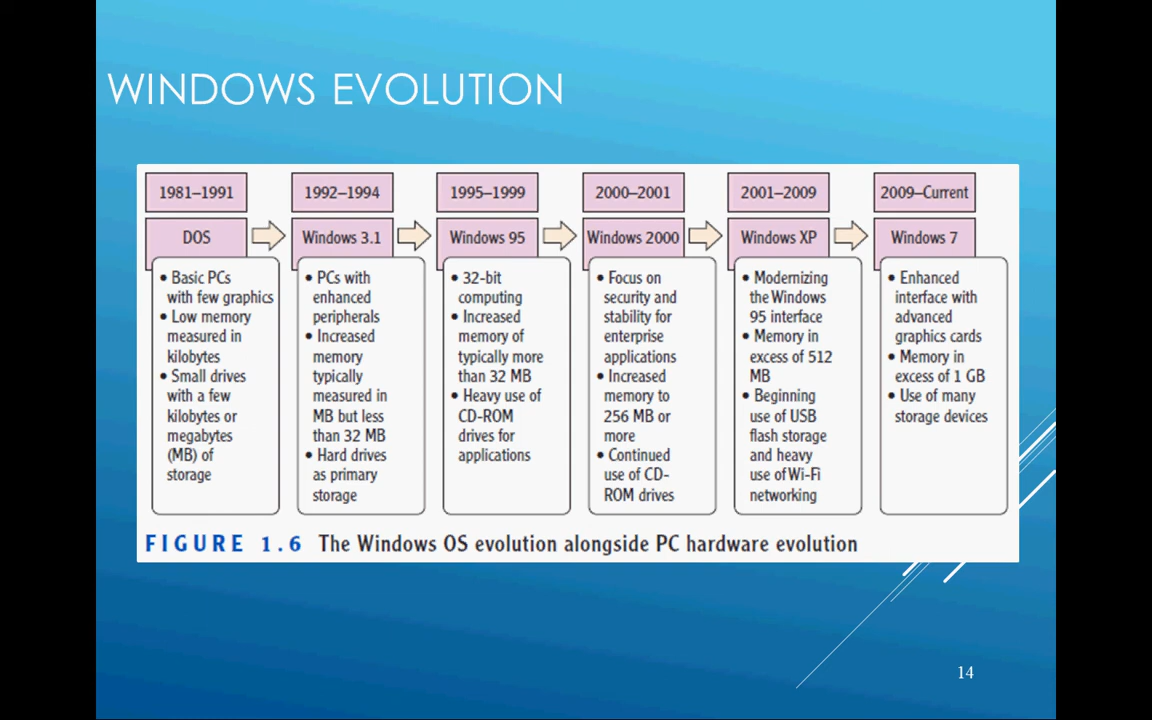 WINDOWS EVOLUTION
1981–1991
DOS
• Basic PCs
with few graphics
• Low memory
measured in
kilobytes
• Small drives
with a few
kilobytes or
megabytes
(MB) of
storage
1992–1994
Windows 3.1
• PCs with
enhanced
peripherals
• Increased
memory
typically
measured in
MB but less
than 32 MB
• Hard drives
as primary
storage
1995–1999
Windows 95
• 32-bit
computing
• Increased
memory of
typically more
than 32 MB
• Heavy use of
CD-ROM
drives for
applications
2000–2001
Windows 2000
• Focus on
security and
stability for
enterprise
applications
• Increased
memory to
256 MB or
more
• Continued
use of CD-
ROM drives
2001–2009
Windows XP
• Modernizing
the Windows
95 interface
• Memory in
excess of 512
MB
• Beginning
use of USB
flash storage
and heavy
use of Wi-Fi
networking
2009–Current
Windows 7
• Enhanced
interface with
advanced
graphics cards
• Memory in
excess of 1 GB
• Use of many
storage devices
FIGURE 1.6 The Windows OS evolution alongside PC hardware evolution
14